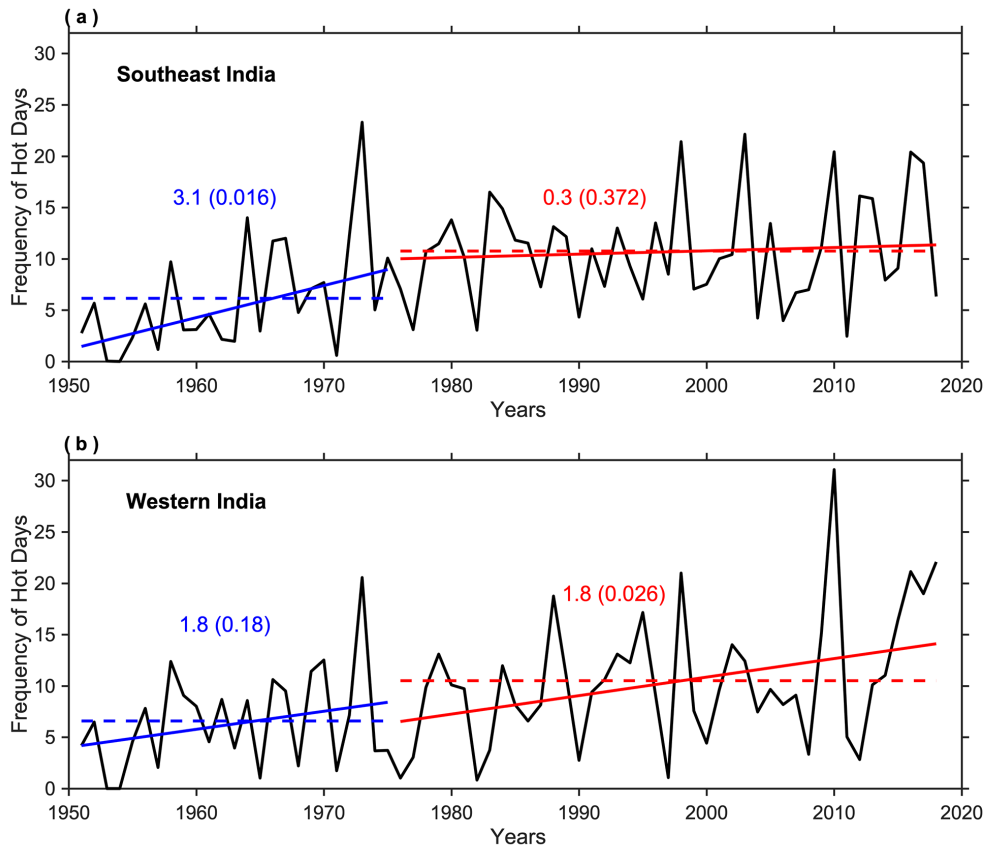 ( a )
Southeast India
Frequency of Hot Days
30
25
20
15
10
5
0
3.1 (0.016)
0.3 (0.372)
1950 1960 1970 1980 1990 2000 2010 2020
Years
( b )
Western India
Frequency of Hot Days
30
25
20
15
10
5
0
1.8 (0.18)
1.8 (0.026)
1950 1960 1970 1980 1990 2000 2010 2020
Years